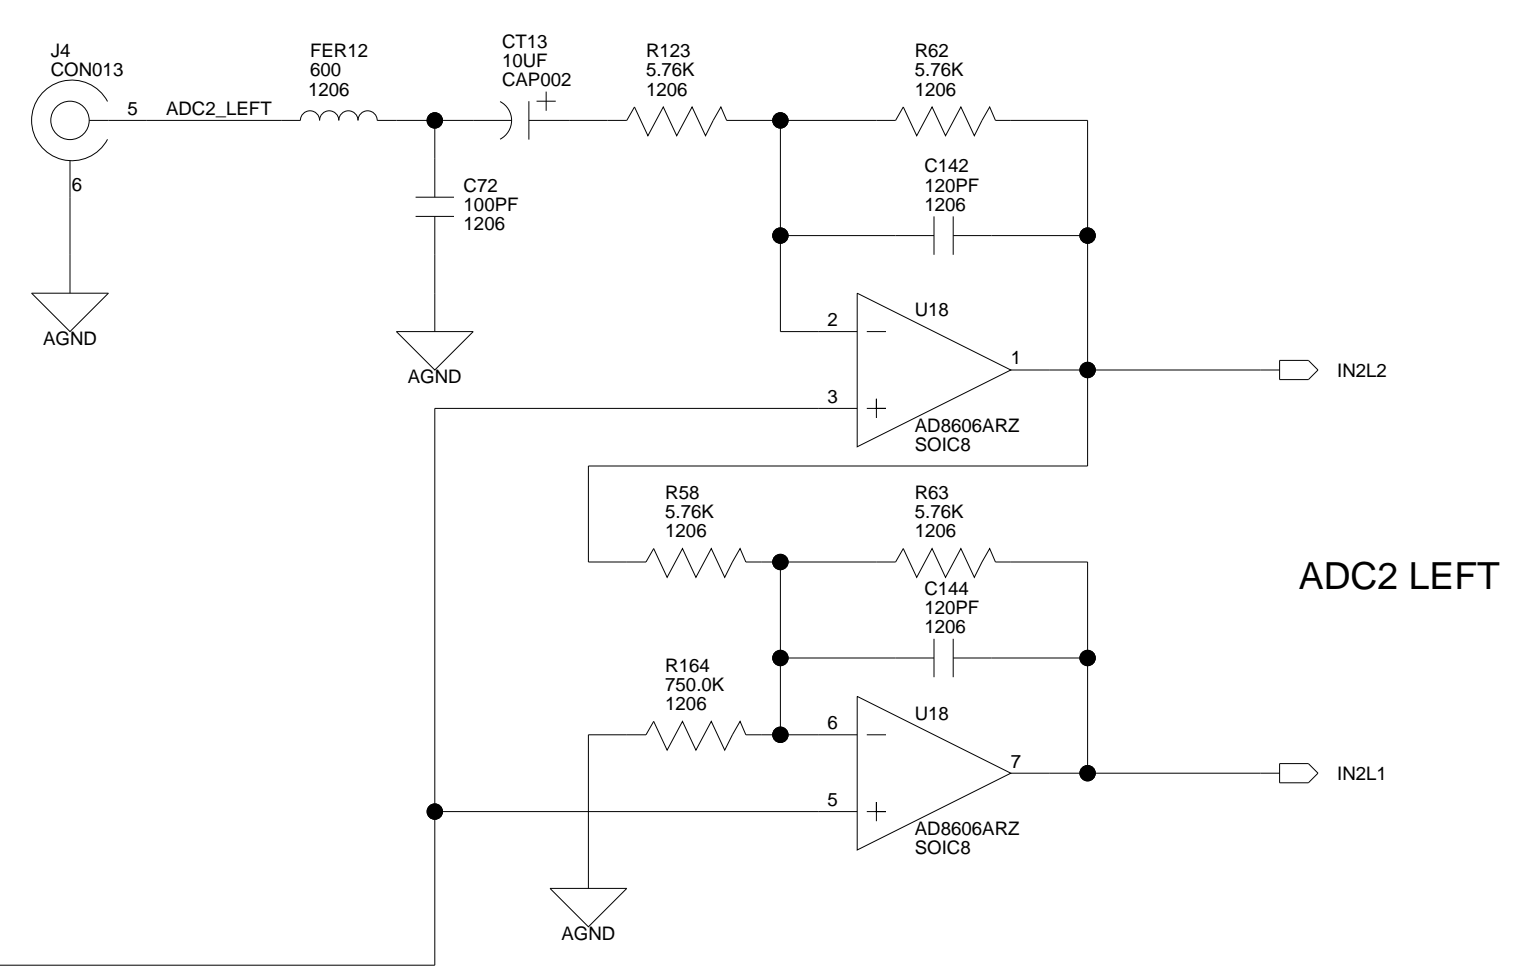 J4
CON013
5
ADC2_LEFT
6
AGND
FER12
600
1206
C72
100PF
1206
AGND
CT13
10UF
CAP002
+
R123
5.76K
1206
R62
5.76K
1206
C142
120PF
1206
U18
2
−
1
3
+
AD8606ARZ
SOIC8
IN2L2
R58
5.76K
1206
R63
5.76K
1206
C144
120PF
1206
ADC2 LEFT
R164
750.0K
1206
U18
6
−
7
5
+
AD8606ARZ
SOIC8
IN2L1
AGND